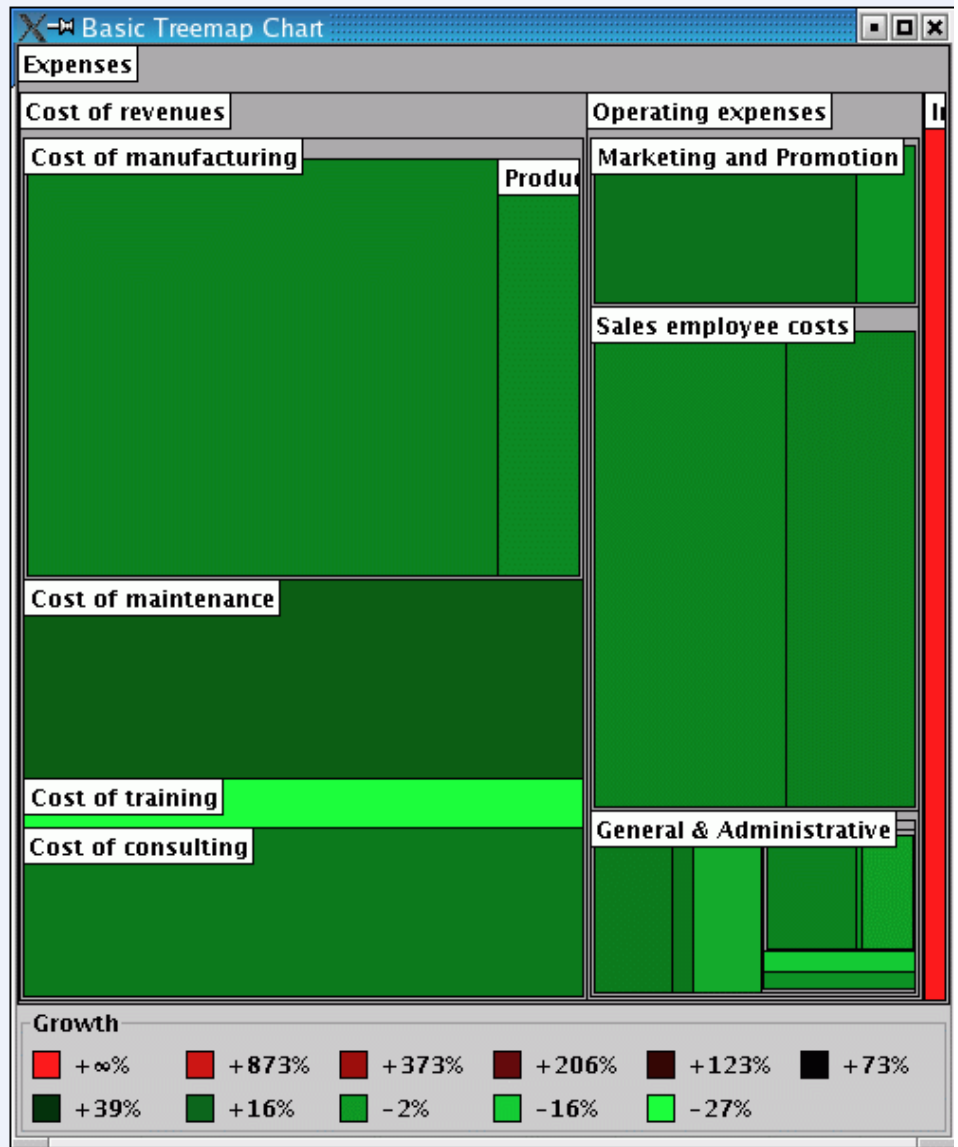 Basic Treemap Chart
Expenses
Cost of revenues
Operating expenses
Cost of manufacturing
Produc
Marketing and Promotion
Sales employee costs
Cost of maintenance
Cost of training
Cost of consulting
General & Administrative
Growth
+∞% +873% +373% +206% +123% +73%
+39% +16% -2% -16% -27%